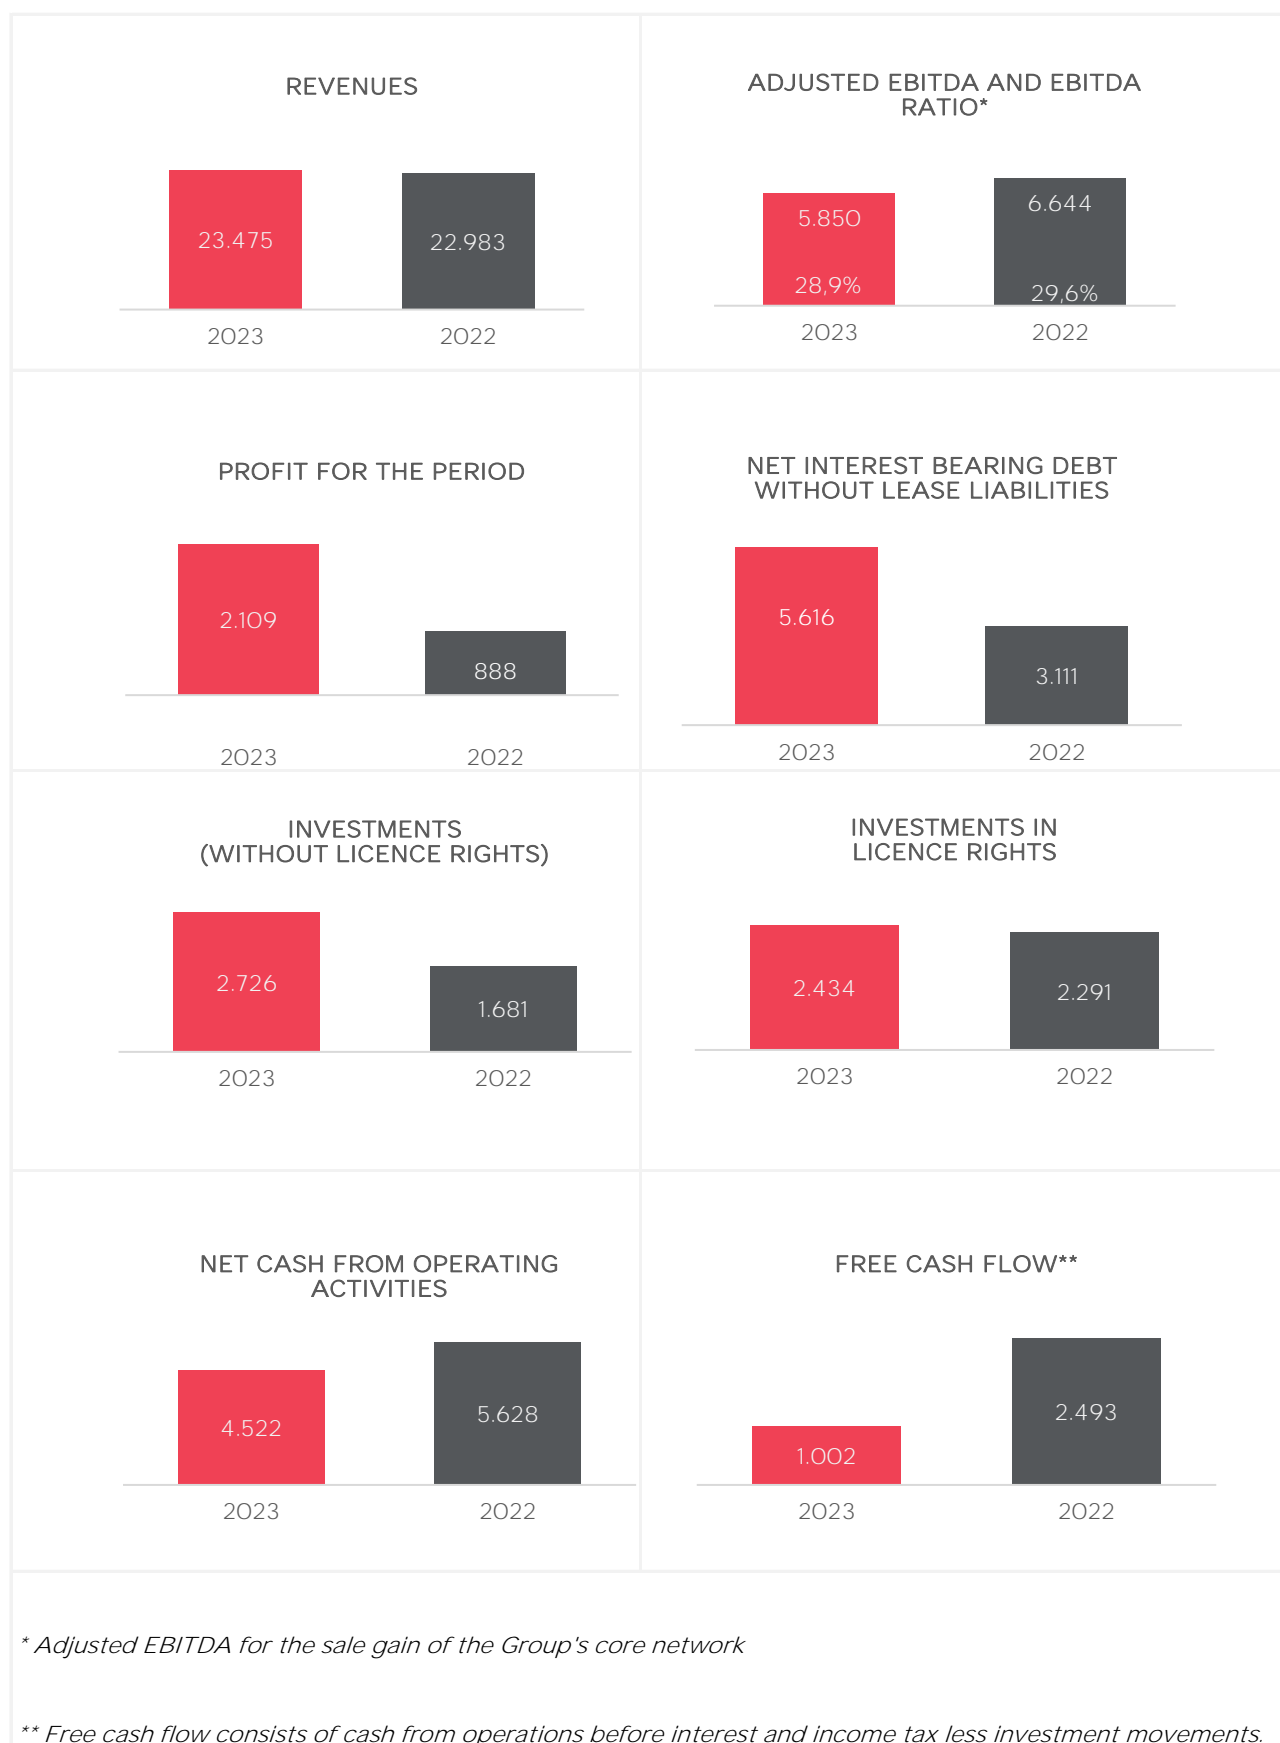 REVENUES
23.475
22.983
2023
2022
ADJUSTED EBITDA AND EBITDA
RATIO*
5.850
6.644
28,9%
29,6%
2023
2022
PROFIT FOR THE PERIOD
2.109
888
2023
2022
NET INTEREST BEARING DEBT
WITHOUT LEASE LIABILITIES
5.616
3.111
2023
2022
INVESTMENTS
(WITHOUT LICENCE RIGHTS)
2.726
1.681
2023
2022
INVESTMENTS IN
LICENCE RIGHTS
2.434
2.291
2023
2022
NET CASH FROM OPERATING
ACTIVITIES
4.522
5.628
2023
2022
FREE CASH FLOW**
1.002
2.493
2023
2022
* Adjusted EBITDA for the sale gain of the Group's core network
** Free cash flow consists of cash from operations before interest and income tax less investment movements.